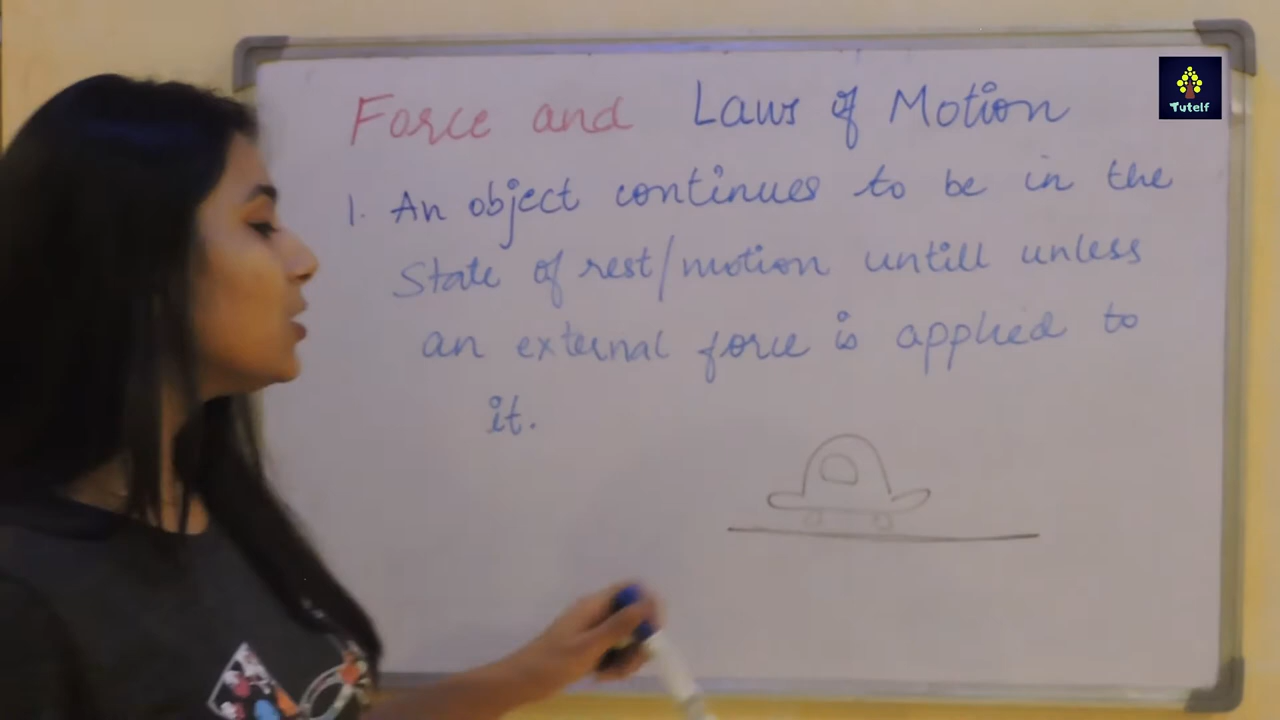 Force and Laws of Motion
Tutelf
1. An object continues to be in the
State of rest/motion untill unless
an external force is applied to
it.